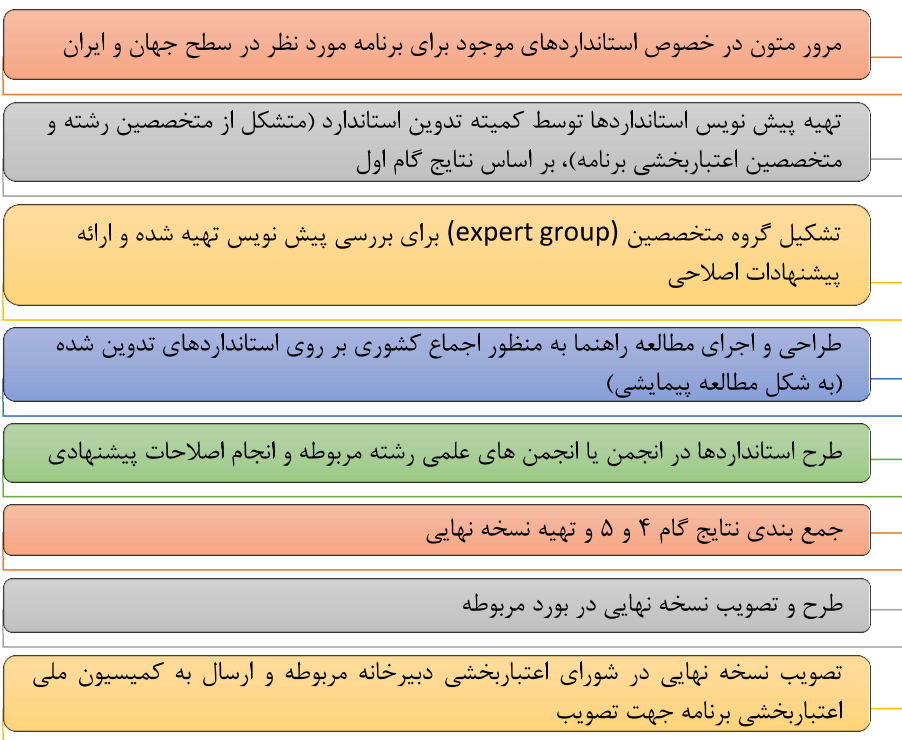 مرور متون در خصوص استانداردهای موجود برای برنامه مورد نظر در سطح جهان و ایران
تهیه پیش نویس استانداردها توسط کمیته تدوین استاندارد (متشکل از متخصصین رشته و
متخصصین اعتباربخشی برنامه)، بر اساس نتایج گام اول
تشکیل گروه متخصصین (expert group) برای بررسی پیش نویس تهیه شده و ارائه
پیشنهادات اصلاحی
طراحی و اجرای مطالعه راهنما به منظور اجماع کشوری بر روی استانداردهای تدوین شده
(به شکل مطالعه پیمایشی)
طرح استانداردها در انجمن یا انجمن های علمی رشته مربوطه و انجام اصلاحات پیشنهادی
جمع بندی نتایج گام ۴ و ۵ و تهیه نسخه نهایی
طرح و تصویب نسخه نهایی در بورد مربوطه
تصویب نسخه نهایی در شورای اعتباربخشی دبیرخانه مربوطه و ارسال به کمیسیون ملی
اعتباربخشی برنامه جهت تصویب